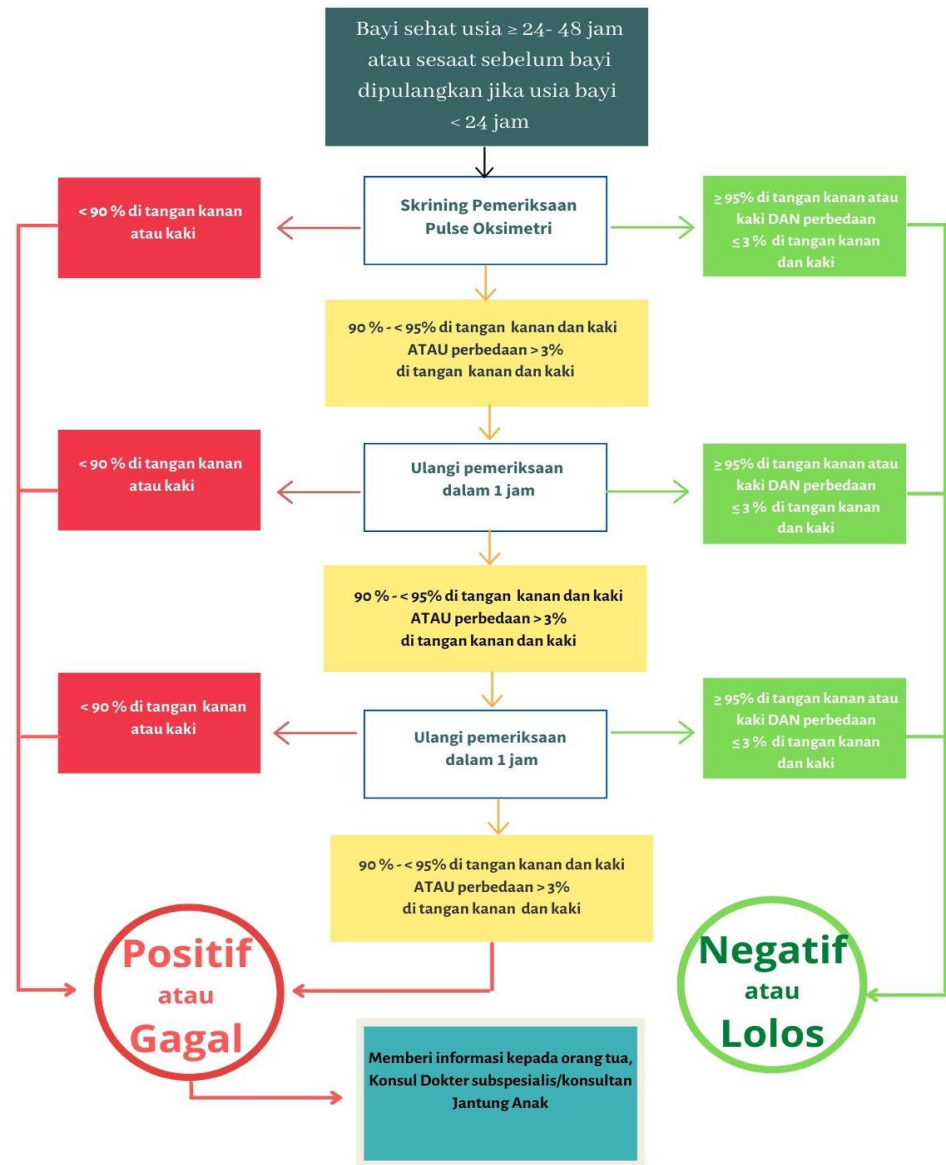 Bayi sehat usia ≥ 24- 48 jam
atau sesaat sebelum bayi
dipulangkan jika usia bayi
< 24 jam
< 90 % di tangan kanan
atau kaki
Skrining Pemeriksaan
Pulse Oksimetri
≥ 95% di tangan kanan atau
kaki DAN perbedaan
≤ 3 % di tangan kanan
dan kaki
90 % - < 95% di tangan kanan dan kaki
ATAU perbedaan > 3%
di tangan kanan dan kaki
< 90 % di tangan kanan
atau kaki
Ulangi pemeriksaan
dalam 1 jam
≥ 95% di tangan kanan atau
kaki DAN perbedaan
≤ 3 % di tangan kanan
dan kaki
90 % - < 95% di tangan kanan dan kaki
ATAU perbedaan > 3%
di tangan kanan dan kaki
< 90 % di tangan kanan
atau kaki
Ulangi pemeriksaan
dalam 1 jam
≥ 95% di tangan kanan atau
kaki DAN perbedaan
≤ 3 % di tangan kanan
dan kaki
90 % - < 95% di tangan kanan dan kaki
ATAU perbedaan > 3%
di tangan kanan dan kaki
Positif
atau
Gagal
Negatif
atau
Lolos
Memberi informasi kepada orang tua,
Konsul Dokter subspesialis/konsultan
Jantung Anak